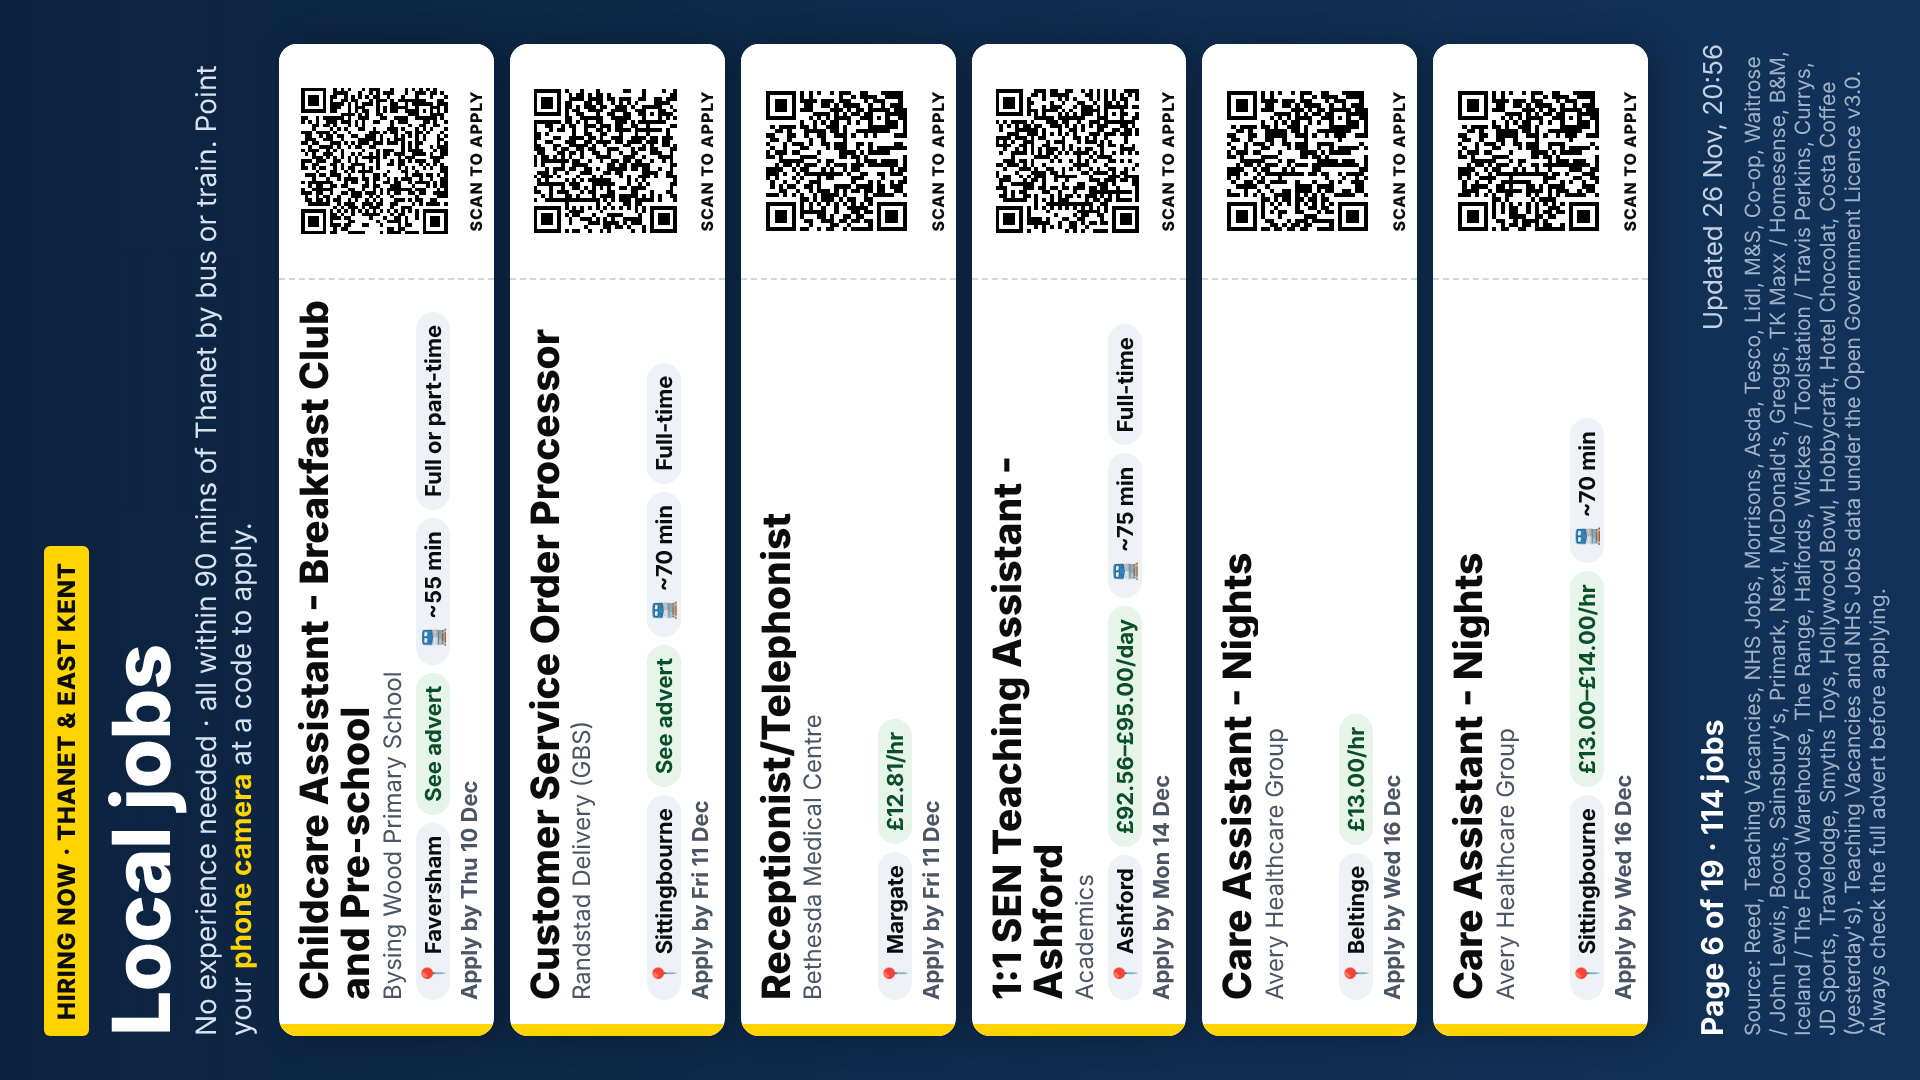 HIRING NOW · THANET & EAST KENT
Local jobs
No experience needed · all within 90 mins of Thanet by bus or train. Point
your phone camera at a code to apply.
Childcare Assistant - Breakfast Club
and Pre-school
Bysing Wood Primary School
📍 Faversham See advert 🚆 ~55 min Full or part-time
Apply by Thu 10 Dec
SCAN TO APPLY
Customer Service Order Processor
Randstad Delivery (GBS)
📍 Sittingbourne See advert 🚆 ~70 min Full-time
Apply by Fri 11 Dec
SCAN TO APPLY
Receptionist/Telephonist
Bethesda Medical Centre
📍 Margate £12.81/hr
Apply by Fri 11 Dec
SCAN TO APPLY
1:1 SEN Teaching Assistant -
Ashford
Academics
📍 Ashford £92.56–£95.00/day 🚆 ~75 min Full-time
Apply by Mon 14 Dec
SCAN TO APPLY
Care Assistant - Nights
Avery Healthcare Group
📍 Beltinge £13.00/hr
Apply by Wed 16 Dec
SCAN TO APPLY
Care Assistant - Nights
Avery Healthcare Group
📍 Sittingbourne £13.00–£14.00/hr 🚆 ~70 min
Apply by Wed 16 Dec
SCAN TO APPLY
Page 6 of 19 · 114 jobs Updated 26 Nov, 20:56
Source: Reed, Teaching Vacancies, NHS Jobs, Morrisons, Asda, Tesco, Lidl, M&S, Co-op, Waitrose
/ John Lewis, Boots, Sainsbury's, Primark, Next, McDonald's, Greggs, TK Maxx / Homesense, B&M,
Iceland / The Food Warehouse, The Range, Halfords, Wickes / Toolstation / Travis Perkins, Currys,
JD Sports, Travelodge, Smyths Toys, Hollywood Bowl, Hobbycraft, Hotel Chocolat, Costa Coffee
(yesterday's). Teaching Vacancies and NHS Jobs data under the Open Government Licence v3.0.
Always check the full advert before applying.